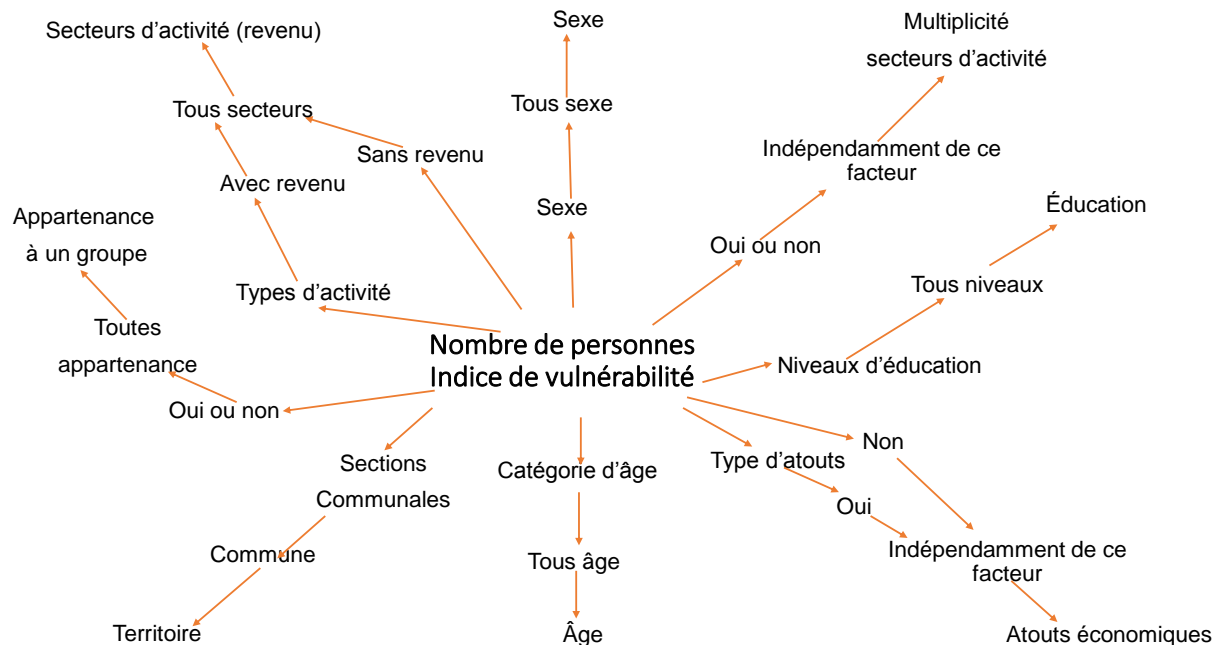 Secteurs d’activité (revenu)
Sexe
Multiplicité
secteurs d’activité
Tous secteurs
Tous sexe
Sans revenu
Indépendamment de ce
facteur
Avec revenu
Sexe
Éducation
Appartenance
à un groupe
Oui ou non
Types d’activité
Tous niveaux
Toutes
appartenance
Nombre de personnes
Indice de vulnérabilité
Niveaux d’éducation
Oui ou non
Non
Sections
Communales
Catégorie d’âge
Type d’atouts
Oui
Commune
Tous âge
Indépendamment de ce
facteur
Territoire
Âge
Atouts économiques